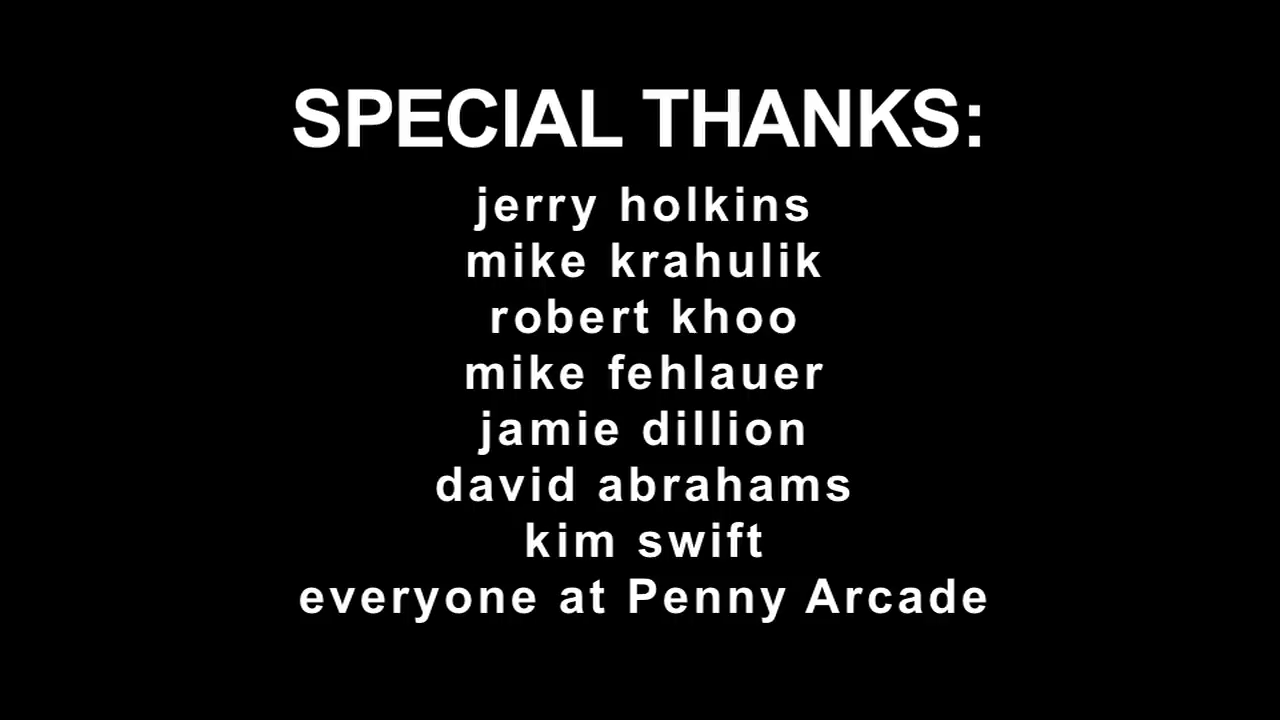 SPECIAL THANKS:
jerry holkins
mike krahulik
robert khoo
mike fehlauer
jamie dillion
david abrahams
kim swift
everyone at Penny Arcade